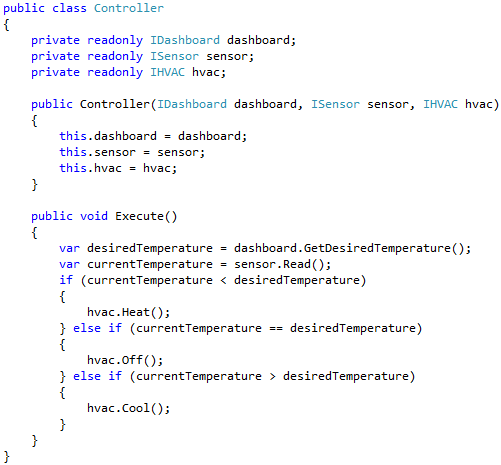 public class Controller
{
    private readonly IDashboard dashboard;
    private readonly ISensor sensor;
    private readonly IHVAC hvac;

    public Controller(IDashboard dashboard, ISensor sensor, IHVAC hvac)
    {
        this.dashboard = dashboard;
        this.sensor = sensor;
        this.hvac = hvac;
    }

    public void Execute()
    {
        var desiredTemperature = dashboard.GetDesiredTemperature();
        var currentTemperature = sensor.Read();
        if (currentTemperature < desiredTemperature)
        {
            hvac.Heat();
        } else if (currentTemperature == desiredTemperature)
        {
            hvac.Off();
        } else if (currentTemperature > desiredTemperature)
        {
            hvac.Cool();
        }
    }
}